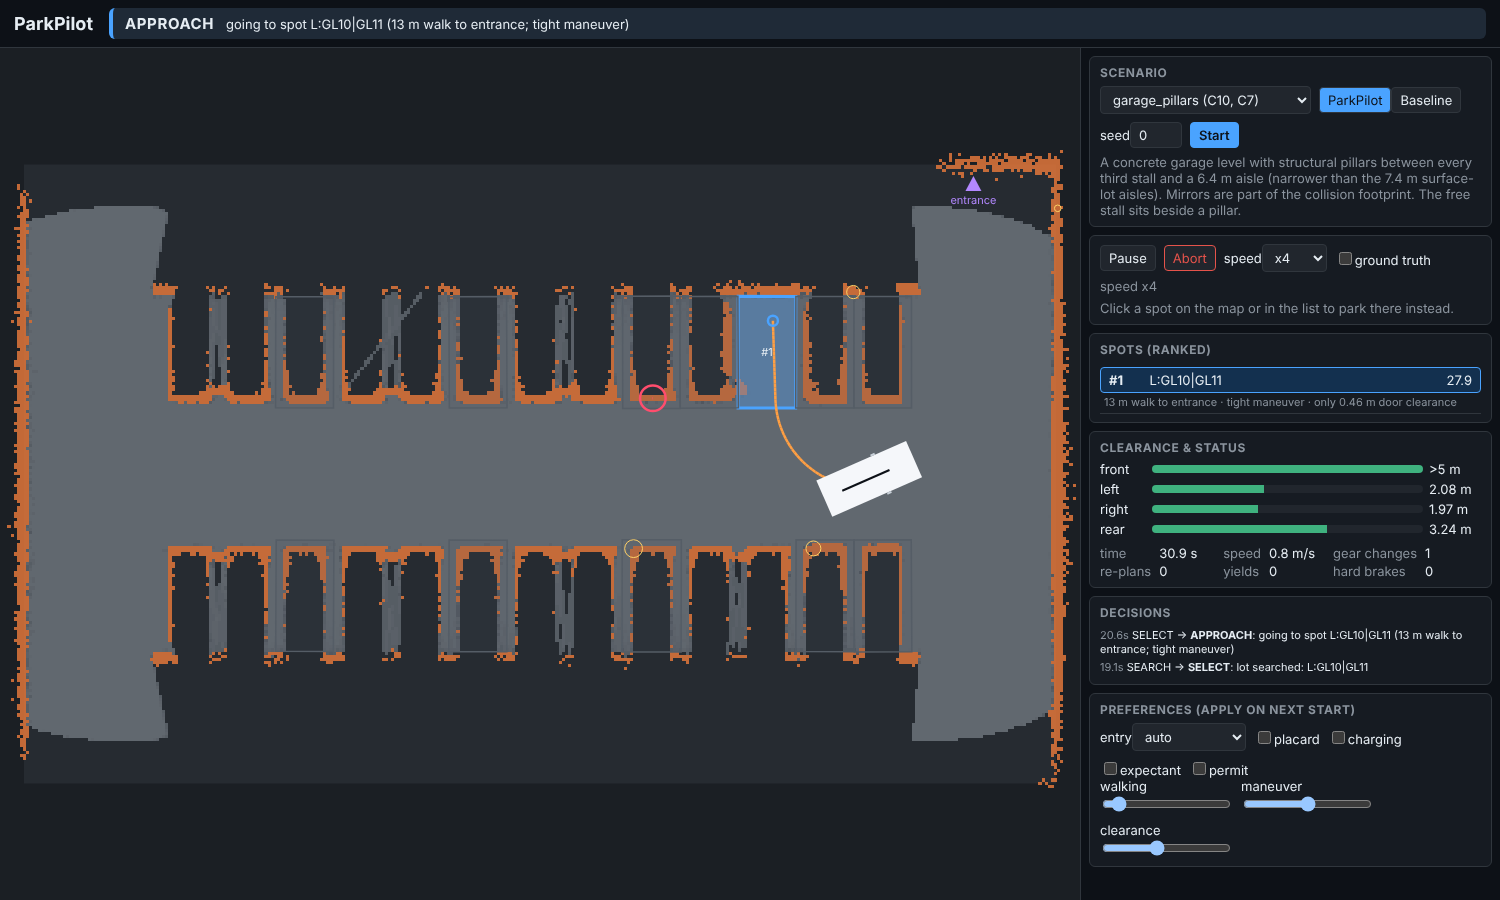 ParkPilot
APPROACH going to spot L:GL10|GL11 (13 m walk to entrance; tight maneuver)
entrance
#1
SCENARIO
garage_pillars (C10, C7) ParkPilot Baseline
seed 0 Start
A concrete garage level with structural pillars between every
third stall and a 6.4 m aisle (narrower than the 7.4 m surface-
lot aisles). Mirrors are part of the collision footprint. The free
stall sits beside a pillar.
Pause Abort speed x4 ground truth
speed x4
Click a spot on the map or in the list to park there instead.
SPOTS (RANKED)
#1 L:GL10|GL11 27.9
13 m walk to entrance · tight maneuver · only 0.46 m door clearance
CLEARANCE & STATUS
front >5 m
left 2.08 m
right 1.97 m
rear 3.24 m
time 30.9 s speed 0.8 m/s gear changes 1
re-plans 0 yields 0 hard brakes 0
DECISIONS
20.6s SELECT → APPROACH: going to spot L:GL10|GL11 (13 m walk to
entrance; tight maneuver)
19.1s SEARCH → SELECT: lot searched: L:GL10|GL11
PREFERENCES (APPLY ON NEXT START)
entry auto placard charging
expectant permit
walking maneuver
clearance